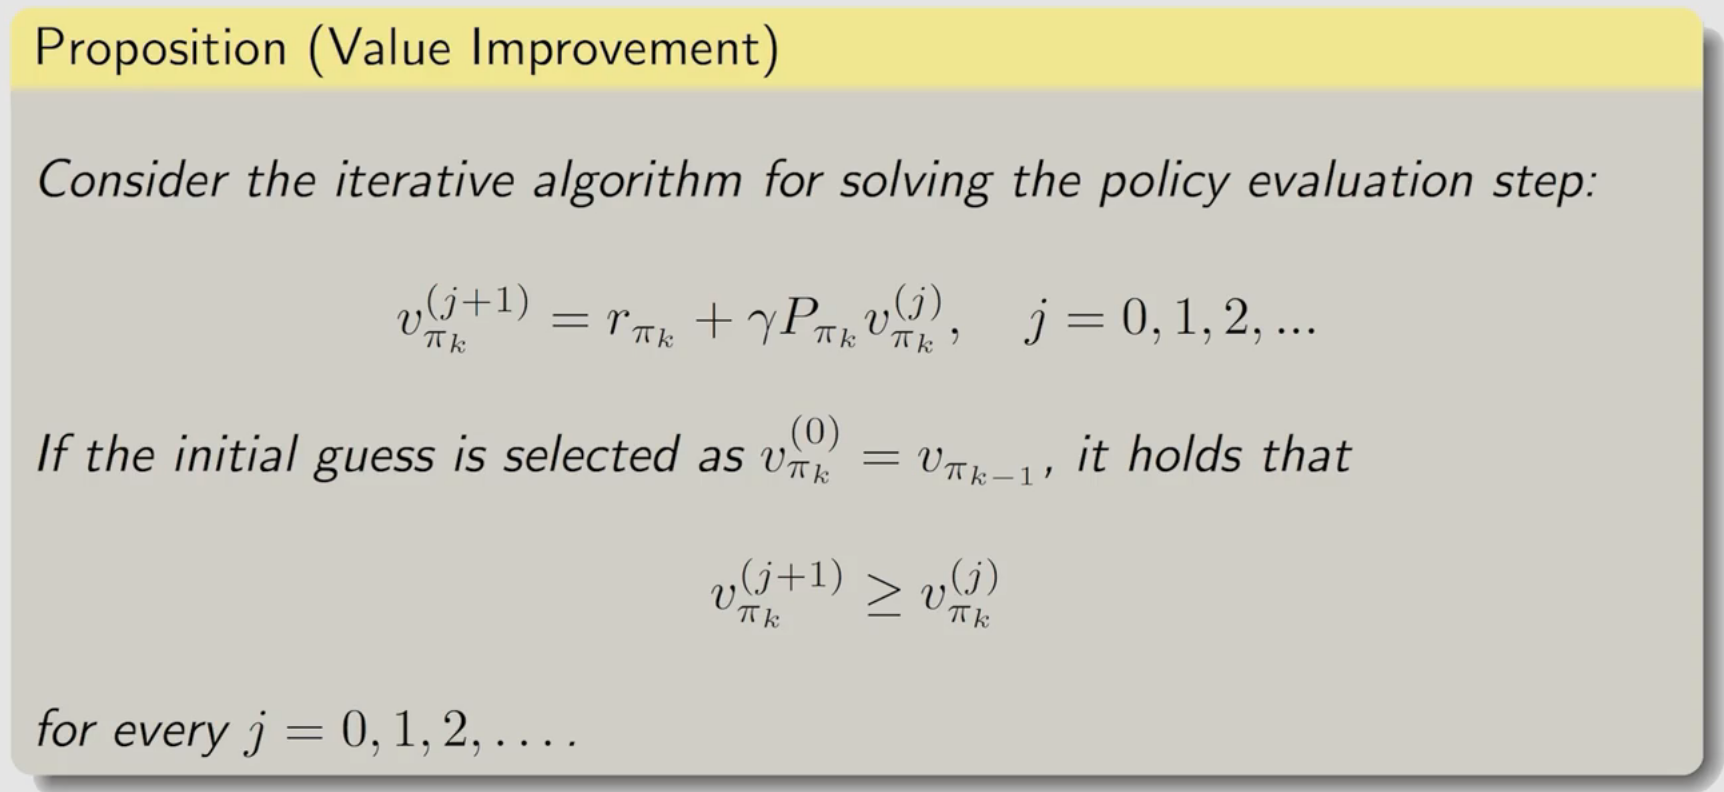 Proposition (Value Improvement)
Consider the iterative algorithm for solving the policy evaluation step:
$v_{\pi_k}^{(j+1)} = r_{\pi_k} + \gamma P_{\pi_k} v_{\pi_k}^{(j)}, \quad j = 0, 1, 2, ...$
If the initial guess is selected as $v_{\pi_k}^{(0)} = v_{\pi_{k-1}}$, it holds that
$v_{\pi_k}^{(j+1)} \geq v_{\pi_k}^{(j)}$
for every $j = 0, 1, 2, \ldots.$